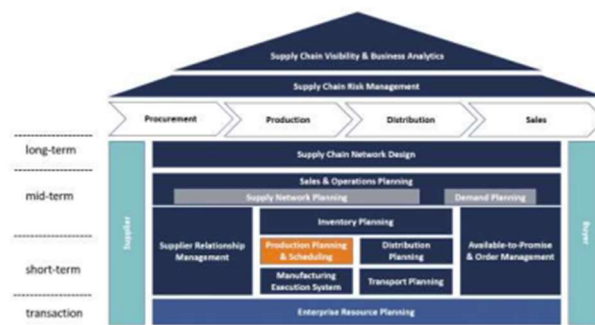 Supply Chain Visibility & Business Analytics
Supply Chain Risk Management
Procurement
Production
Distribution
Sales
long-term
Supply Chain Network Design
mid-term
Sales & Operations Planning
Supply Network Planning
Demand Planning
Supplier
Buyer
Inventory Planning
Supplier Relationship
Management
Production Planning
& Scheduling
Distribution
Planning
Available-to-Promise
& Order Management
short-term
Manufacturing
Execution System
Transport Planning
transaction
Enterprise Resource Planning